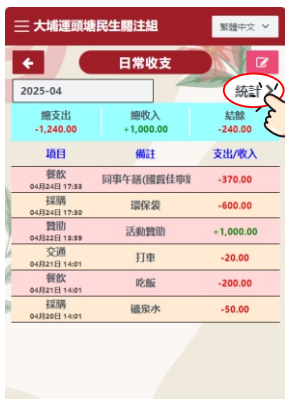 大埔運頭塘民生關注組
繁體中文
日常收支
2025-04
統計
總支出 總收入 結餘
-1,240.00 +1,000.00 -240.00
項目 備註 支出/收入
餐飲 同事午膳 -370.00
04月24日 17:33
採購 環保袋 -600.00
04月24日 17:30
贊助 活動贊助 +1,000.00
04月22日 13:59
交通 打車 -20.00
04月21日 14:01
餐飲 吃飯 -200.00
04月21日 14:01
採購 礦泉水 -50.00
04月20日 14:01